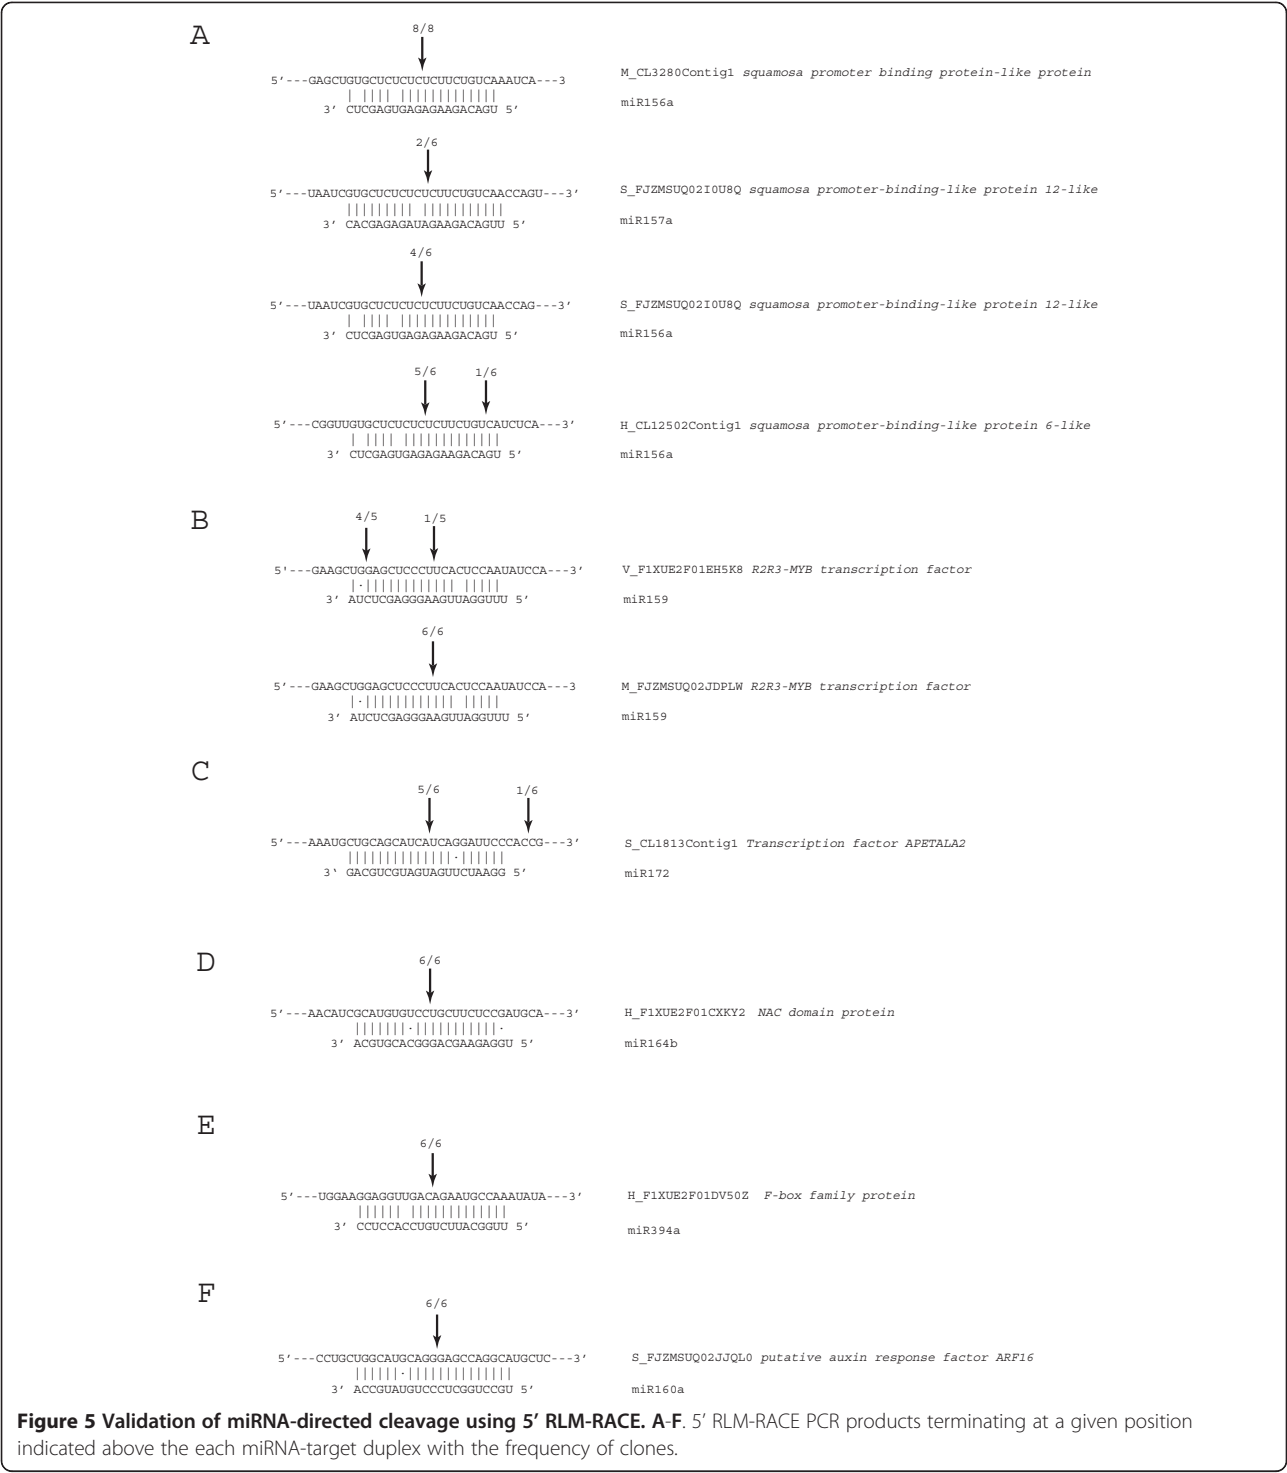 A
8/8
5’---GAGCUGUGCUCUCUCUCUUCUGUCAAAUCA---3
M_CL3280Contig1 squamosa promoter binding protein-like protein
| |||| |||||||||||||
3’ CUCGAGUGAGAGAAGACAGU 5’
miR156a
2/6
5’---UAAUCGUGCUCUCUCUCUUCUGUCAACCAGU---3’
S_FJZMSUQ02I0U8Q squamosa promoter-binding-like protein 12-like
||||||||| |||||||||||
3’ CACGAGAGAUAGAAGACAGUU 5’
miR157a
4/6
5’---UAAUCGUGCUCUCUCUCUUCUGUCAACCAG---3’
S_FJZMSUQ02I0U8Q squamosa promoter-binding-like protein 12-like
| |||| |||||||||||||
3’ CUCGAGUGAGAGAAGACAGU 5’
miR156a
5/6 1/6
5’---CGGUUGUGCUCUCUCUCUUCUGUCAUCUCA---3’
H_CL12502Contig1 squamosa promoter-binding-like protein 6-like
| |||| |||||||||||||
3’ CUCGAGUGAGAGAAGACAGU 5’
miR156a
B
4/5 1/5
5'---GAAGCUGGAGCUCCCUUCACUCCAAUAUCCA---3’
V_F1XUE2F01EH5K8 R2R3-MYB transcription factor
|·|||||||||||| |||||
3’ AUCUCGAGGGAAGUUAGGUUU 5’
miR159
6/6
5’---GAAGCUGGAGCUCCCUUCACUCCAAUAUCCA---3
M_FJZMSUQ02JDPLW R2R3-MYB transcription factor
|·|||||||||||| |||||
3’ AUCUCGAGGGAAGUUAGGUUU 5’
miR159
C
5/6 1/6
5’---AAAUGCUGCAGCAUCAUCAGGAUUCCCACCG---3’
S_CL1813Contig1 Transcription factor APETALA2
||||||||||||||·||||||
3‘ GACGUCGUAGUAGUUCUAAGG 5’
miR172
D
6/6
5’---AACAUCGCAUGUGUCCUGCUUCUCCGAUGCA---3’
H_F1XUE2F01CXKY2 NAC domain protein
|||||||·|||||||||||·
3’ ACGUGCACGGGACGAAGAGGU 5’
miR164b
E
6/6
5’---UGGAAGGAGGUUGACAGAAUGCCAAAUAUA---3’
H_F1XUE2F01DV50Z F-box family protein
|||||| |||||||||||||
3’ CCUCCACCUGUCUUACGGUU 5’
miR394a
F
6/6
5’---CCUGCUGGCAUGCAGGGAGCCAGGCAUGCUC---3’
S_FJZMSUQ02JJQL0 putative auxin response factor ARF16
||||||·||||||||||||||
3’ ACCGUAUGUCCCUCGGUCCGU 5’
miR160a
Figure 5 Validation of miRNA-directed cleavage using 5’ RLM-RACE. A-F. 5’ RLM-RACE PCR products terminating at a given position
indicated above the each miRNA-target duplex with the frequency of clones.